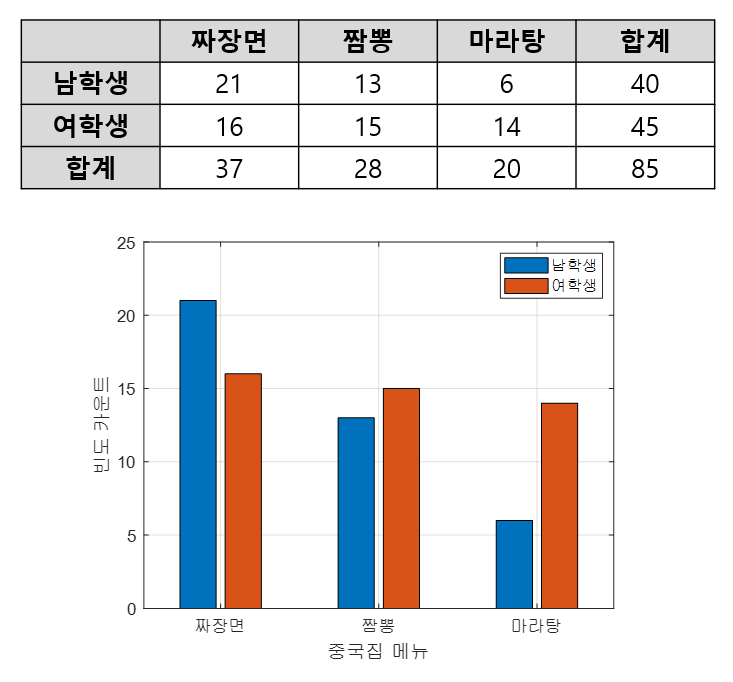 짜장면 짬뽕 마라탕 합계
남학생 21 13 6 40
여학생 16 15 14 45
합계 37 28 20 85
25
남학생
여학생
20
15
빈도 카운트
10
5
0
짜장면 짬뽕 마라탕
중국집 메뉴